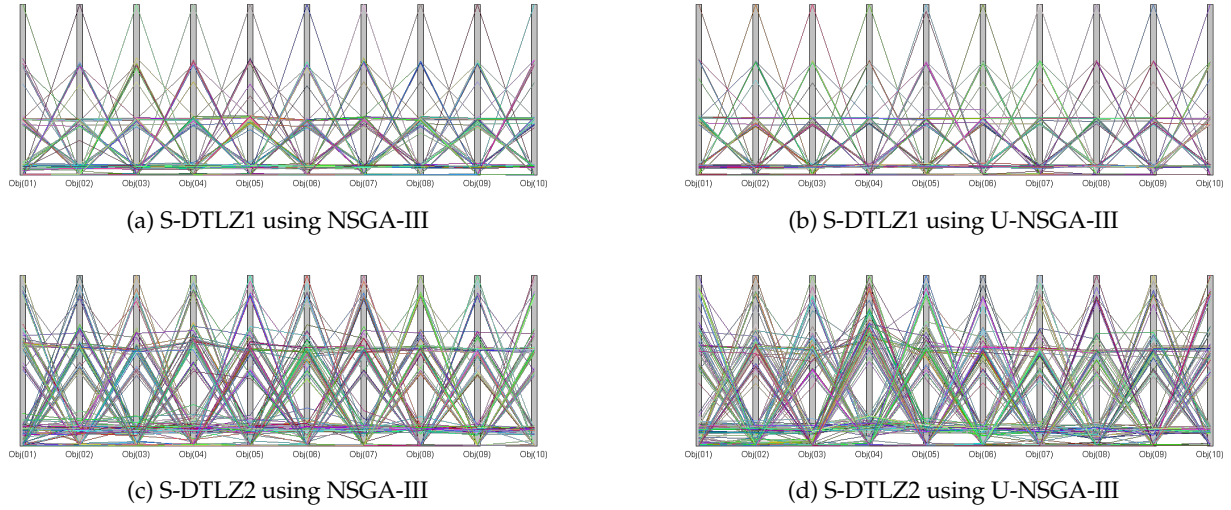 Obj(01) Obj(02) Obj(03) Obj(04) Obj(05) Obj(06) Obj(07) Obj(08) Obj(09) Obj(10)
(a) S-DTLZ1 using NSGA-III
Obj(01) Obj(02) Obj(03) Obj(04) Obj(05) Obj(06) Obj(07) Obj(08) Obj(09) Obj(10)
(b) S-DTLZ1 using U-NSGA-III
Obj(01) Obj(02) Obj(03) Obj(04) Obj(05) Obj(06) Obj(07) Obj(08) Obj(09) Obj(10)
(c) S-DTLZ2 using NSGA-III
Obj(01) Obj(02) Obj(03) Obj(04) Obj(05) Obj(06) Obj(07) Obj(08) Obj(09) Obj(10)
(d) S-DTLZ2 using U-NSGA-III